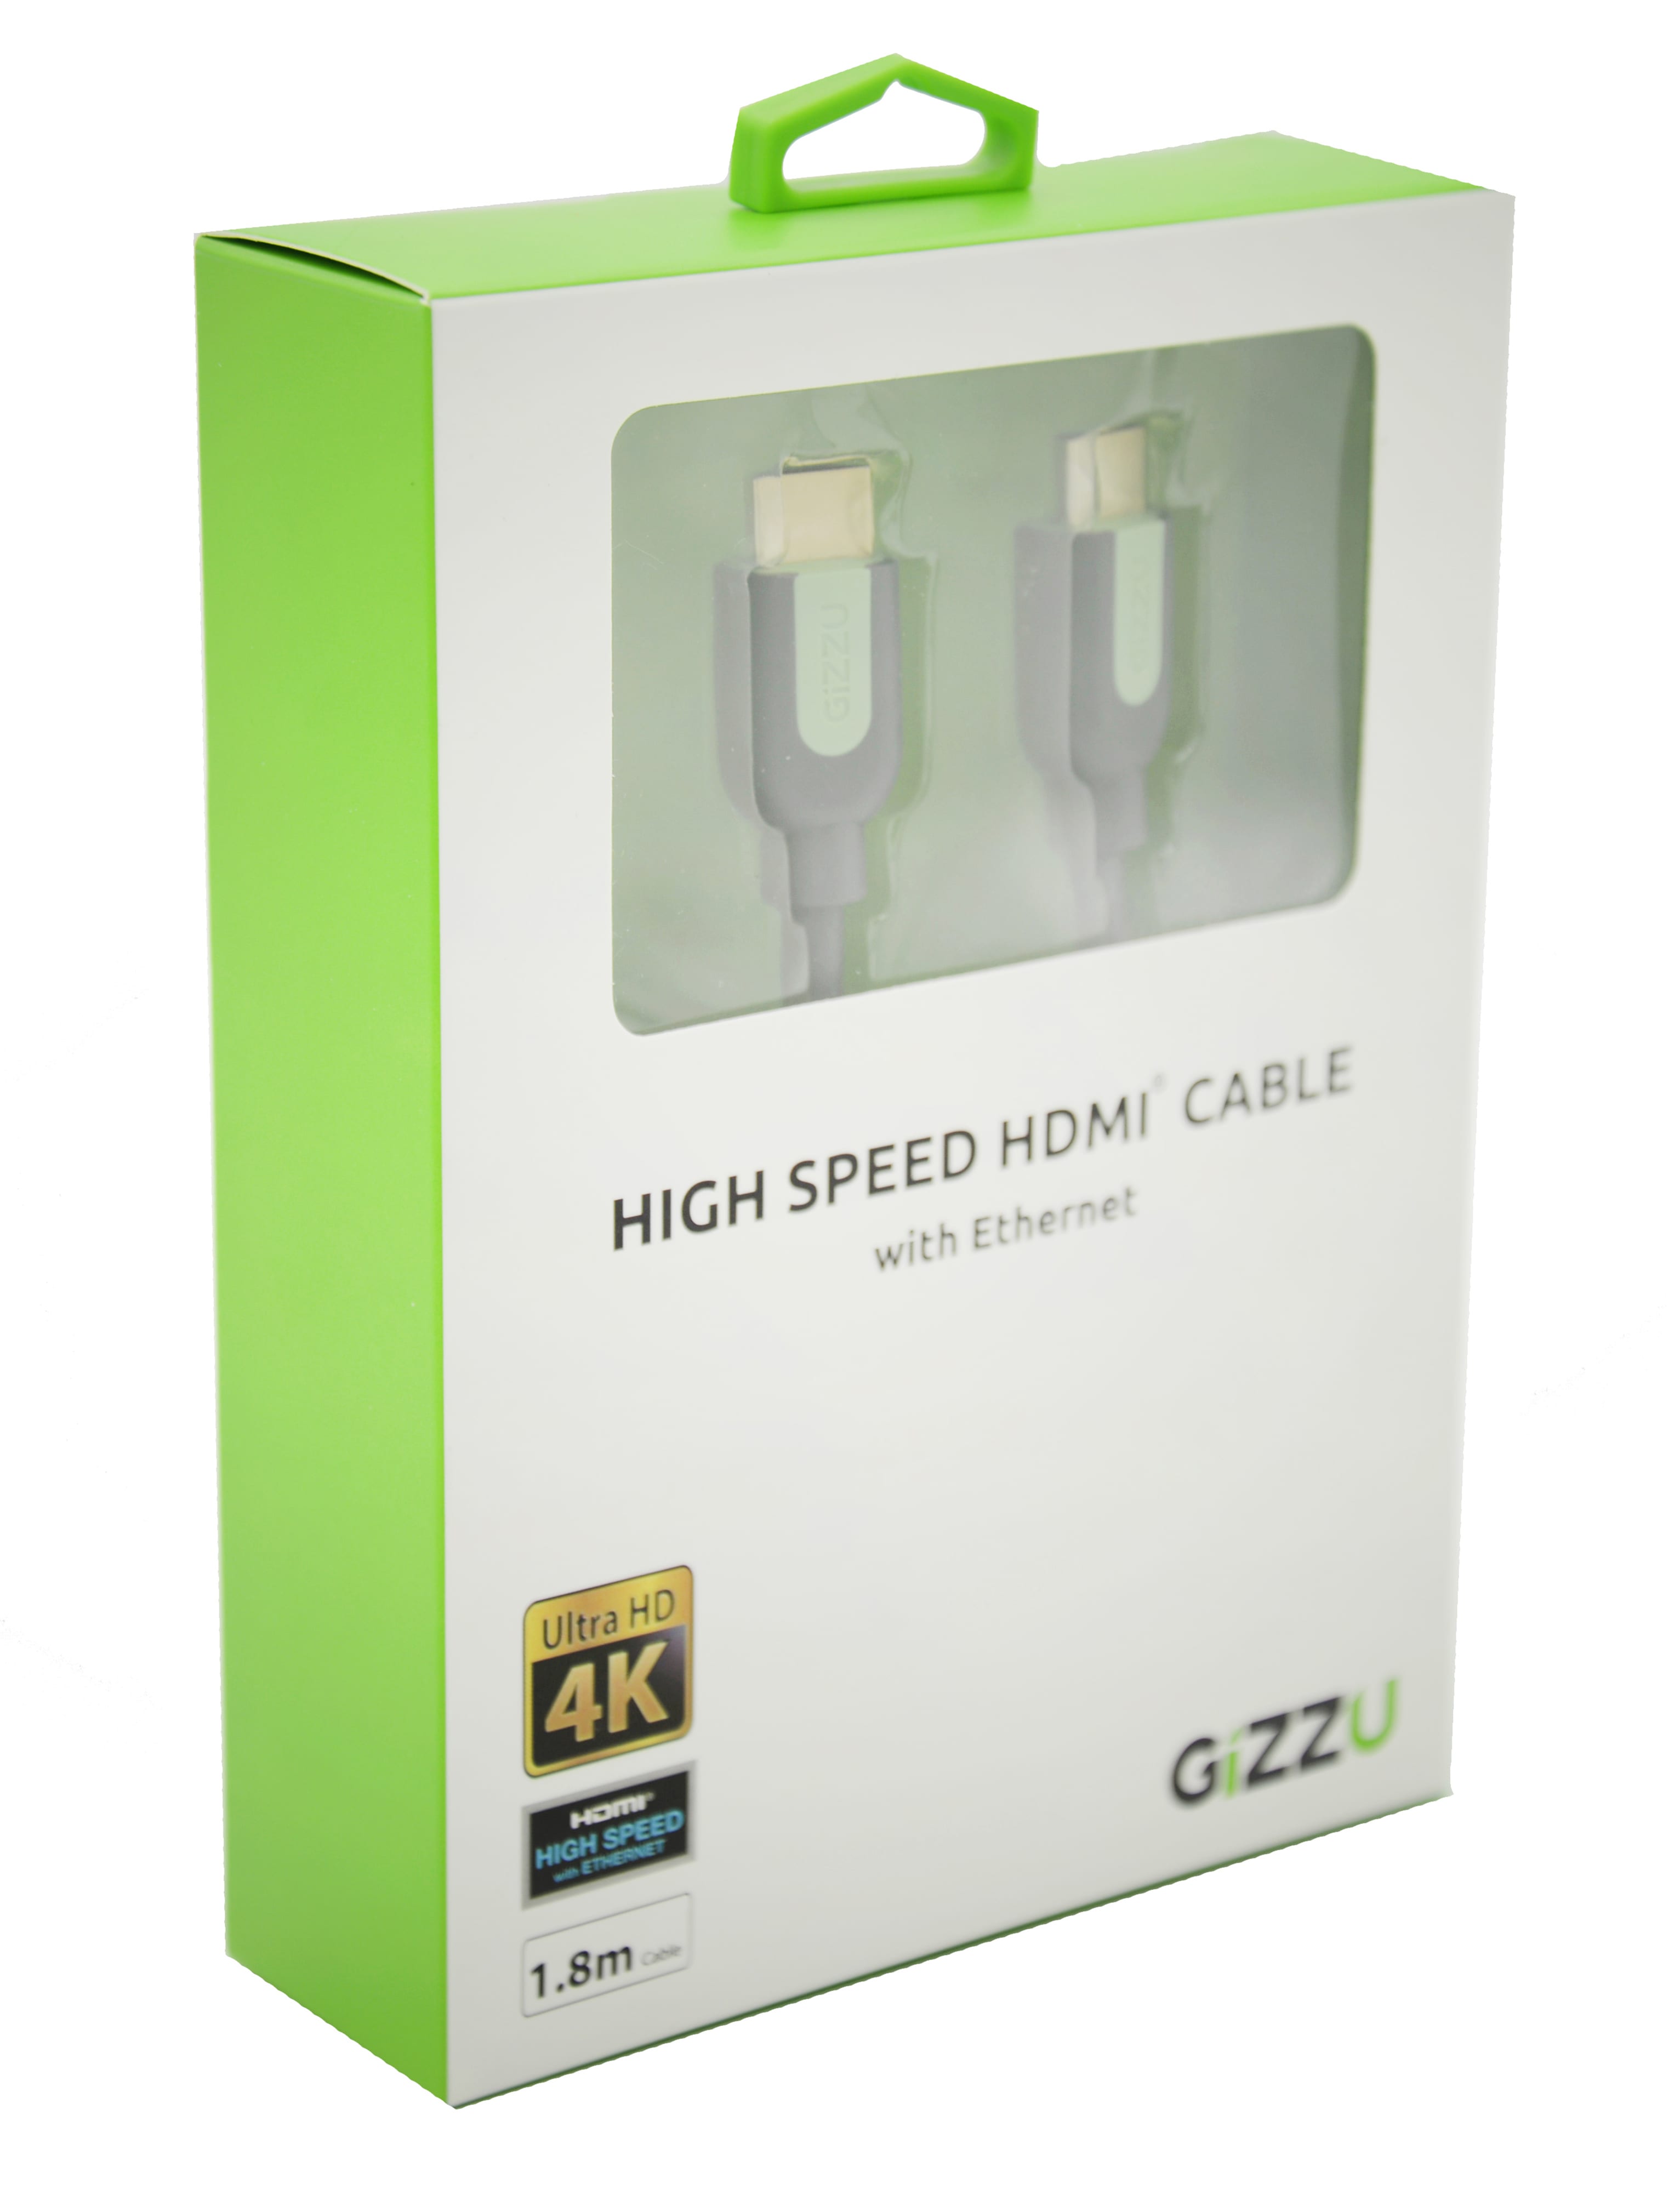 GiZZU
GiZZU
HIGH SPEED HDMI® CABLE
with Ethernet
Ultra HD
4K
HDMI®
HIGH SPEED
with ETHERNET
1.8m Cable
GiZZU